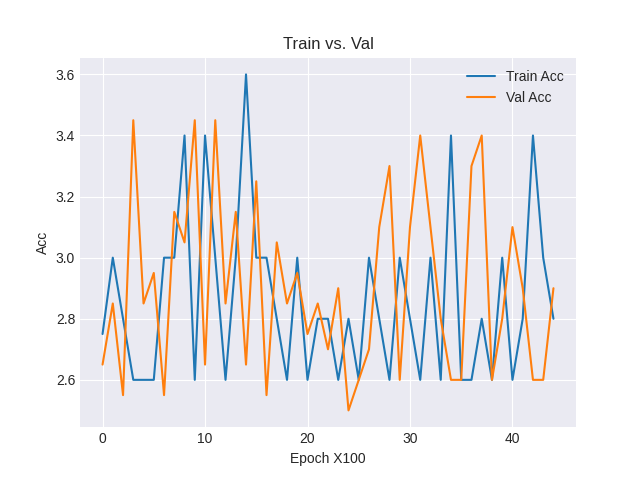 Train vs. Val
Train Acc
Val Acc
3.6
3.4
3.2
3.0
2.8
2.6
Acc
0 10 20 30 40
Epoch X100